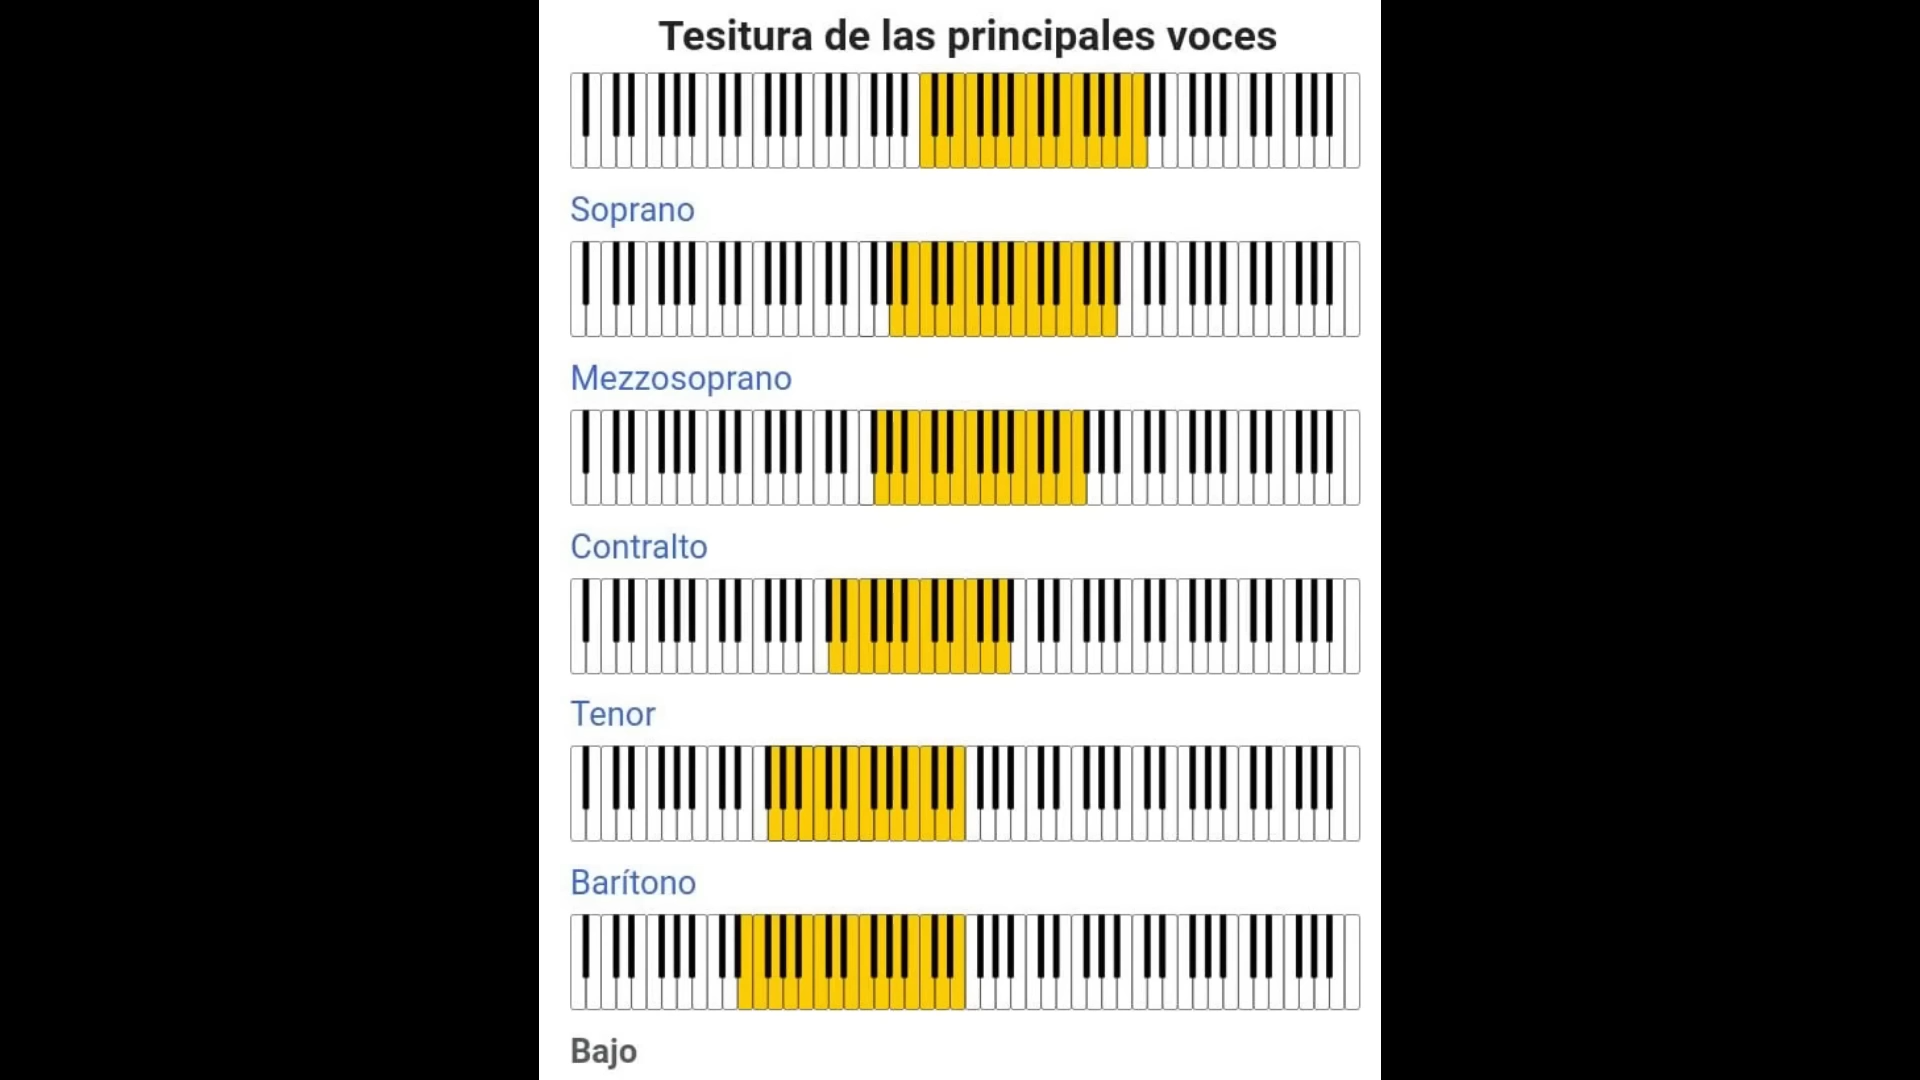 Tesitura de las principales voces
Soprano
Mezzosoprano
Contralto
Tenor
Barítono
Bajo